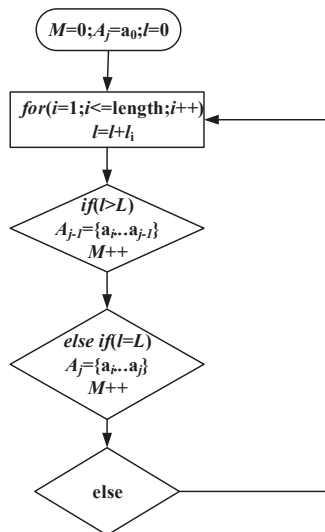 M=0;Aj=a0;l=0
for(i=1;i<=length;i++)
l=l+li
if(l>L)
Aj-1={ai...aj-1}
M++
else if(l=L)
Aj={ai...aj}
M++
else